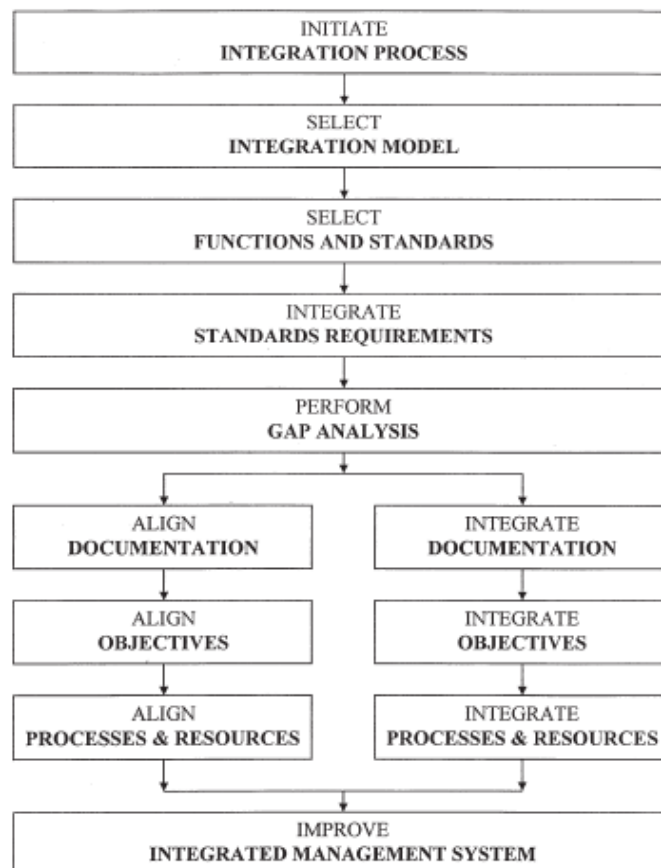 INITIATE
INTEGRATION PROCESS
SELECT
INTEGRATION MODEL
SELECT
FUNCTIONS AND STANDARDS
INTEGRATE
STANDARDS REQUIREMENTS
PERFORM
GAP ANALYSIS
ALIGN
DOCUMENTATION
INTEGRATE
DOCUMENTATION
ALIGN
OBJECTIVES
INTEGRATE
OBJECTIVES
ALIGN
PROCESSES & RESOURCES
INTEGRATE
PROCESSES & RESOURCES
IMPROVE
INTEGRATED MANAGEMENT SYSTEM